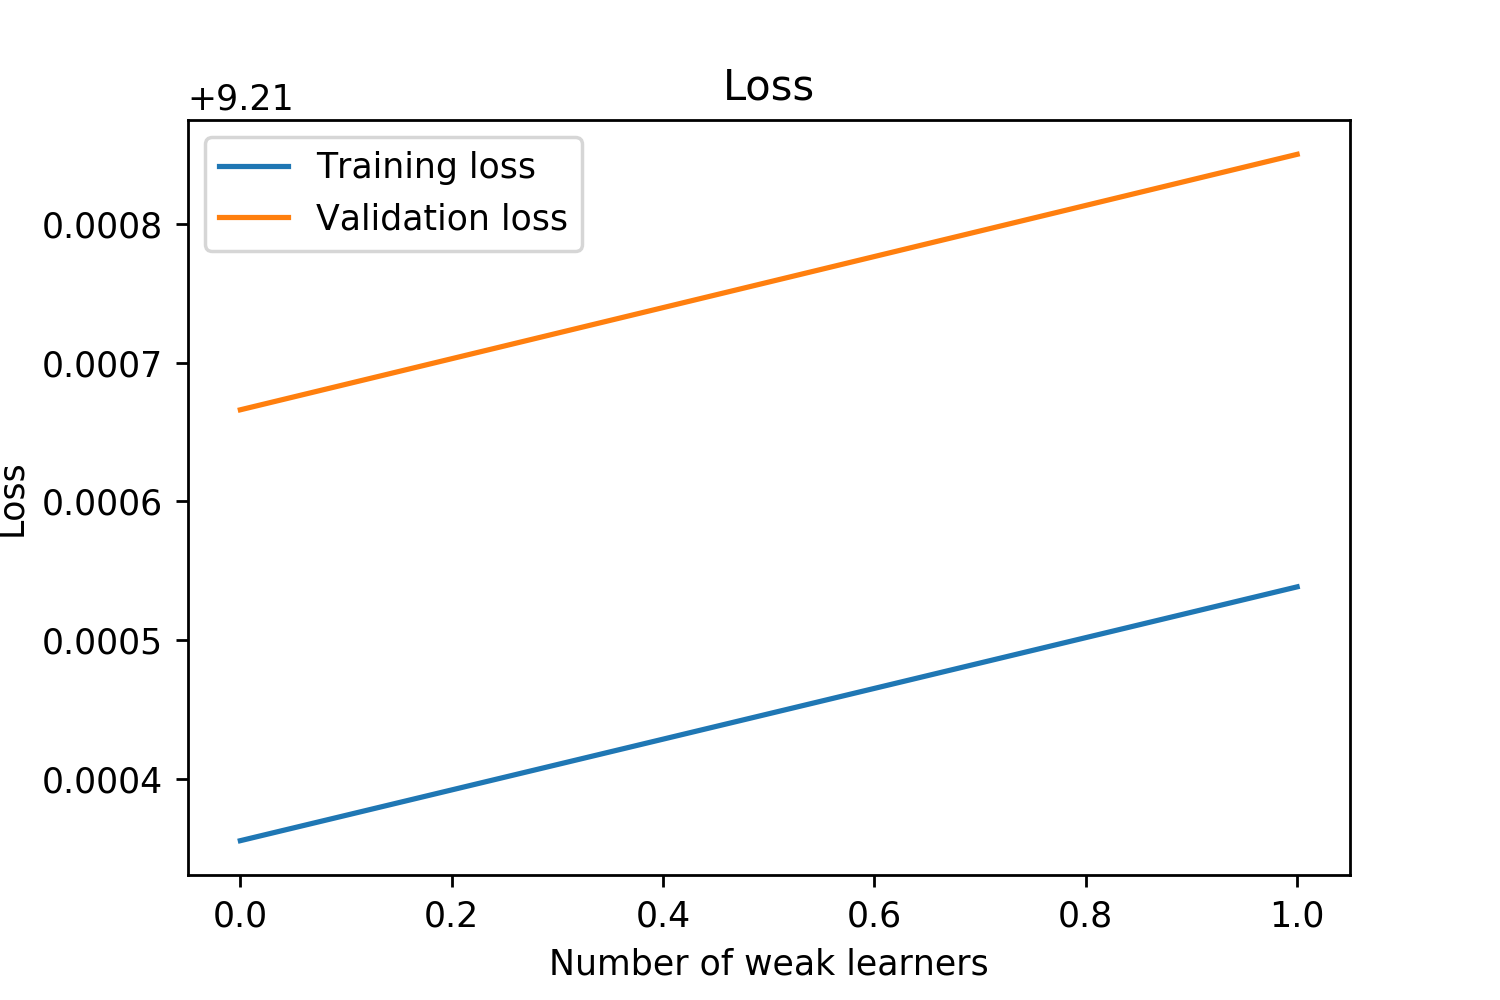 Loss
+9.21
Training loss
Validation loss
0.0008
0.0007
0.0006
0.0005
0.0004
Loss
0.0 0.2 0.4 0.6 0.8 1.0
Number of weak learners